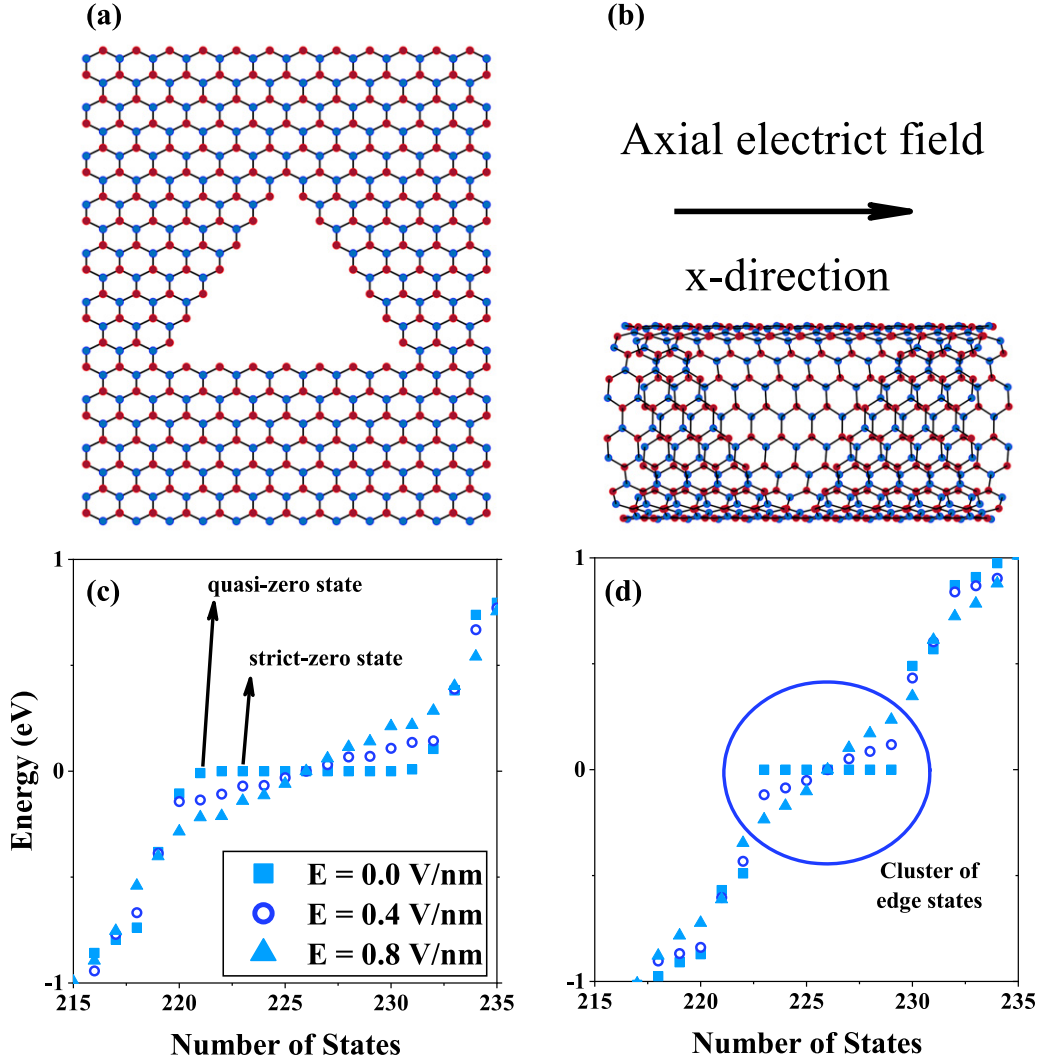 (a)
(b)
Axial electrict field
x-direction
(c)
quasi-zero state
strict-zero state
Energy (eV)
1
0
-1
E = 0.0 V/nm
E = 0.4 V/nm
E = 0.8 V/nm
215 220 225 230 235
Number of States
(d)
1
0
-1
Cluster of
edge states
215 220 225 230 235
Number of States